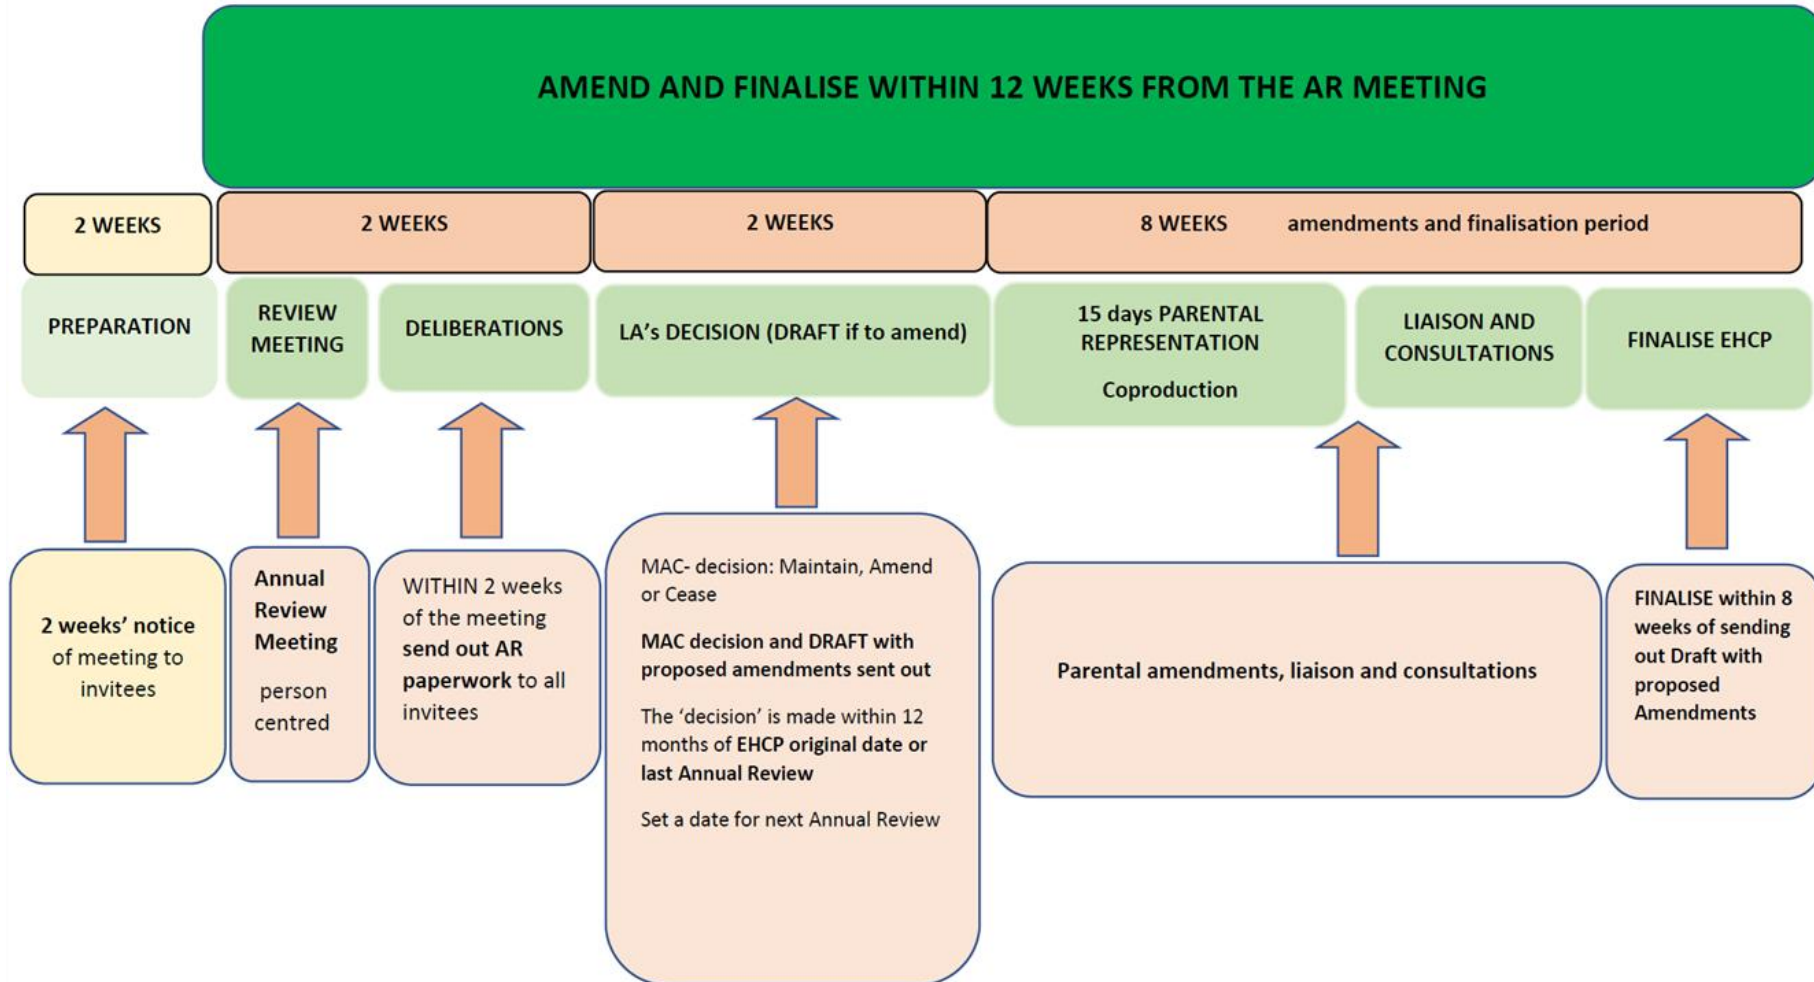 AMEND AND FINALISE WITHIN 12 WEEKS FROM THE AR MEETING
2 WEEKS
2 WEEKS
2 WEEKS
8 WEEKS amendments and finalisation period
PREPARATION
REVIEW
MEETING
DELIBERATIONS
LA's DECISION (DRAFT if to amend)
15 days PARENTAL
REPRESENTATION
Coproduction
LIAISON AND
CONSULTATIONS
FINALISE EHCP
2 weeks' notice
of meeting to
invitees
Annual
Review
Meeting
person
centred
WITHIN 2 weeks
of the meeting
send out AR
paperwork to all
invitees
MAC- decision: Maintain, Amend
or Cease
MAC decision and DRAFT with
proposed amendments sent out
The ‘decision’ is made within 12
months of EHCP original date or
last Annual Review
Set a date for next Annual Review
Parental amendments, liaison and consultations
FINALISE within 8
weeks of sending
out Draft with
proposed
Amendments